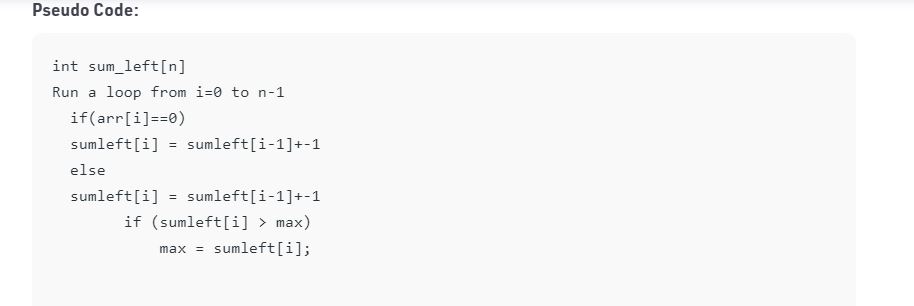 Pseudo Code:
int sum_left[n]
Run a loop from i=0 to n-1
if(arr[i]==0)
sumleft[i] = sumleft[i-1]+-1
else
sumleft[i] = sumleft[i-1]+-1
if (sumleft[i] > max)
max = sumleft[i];